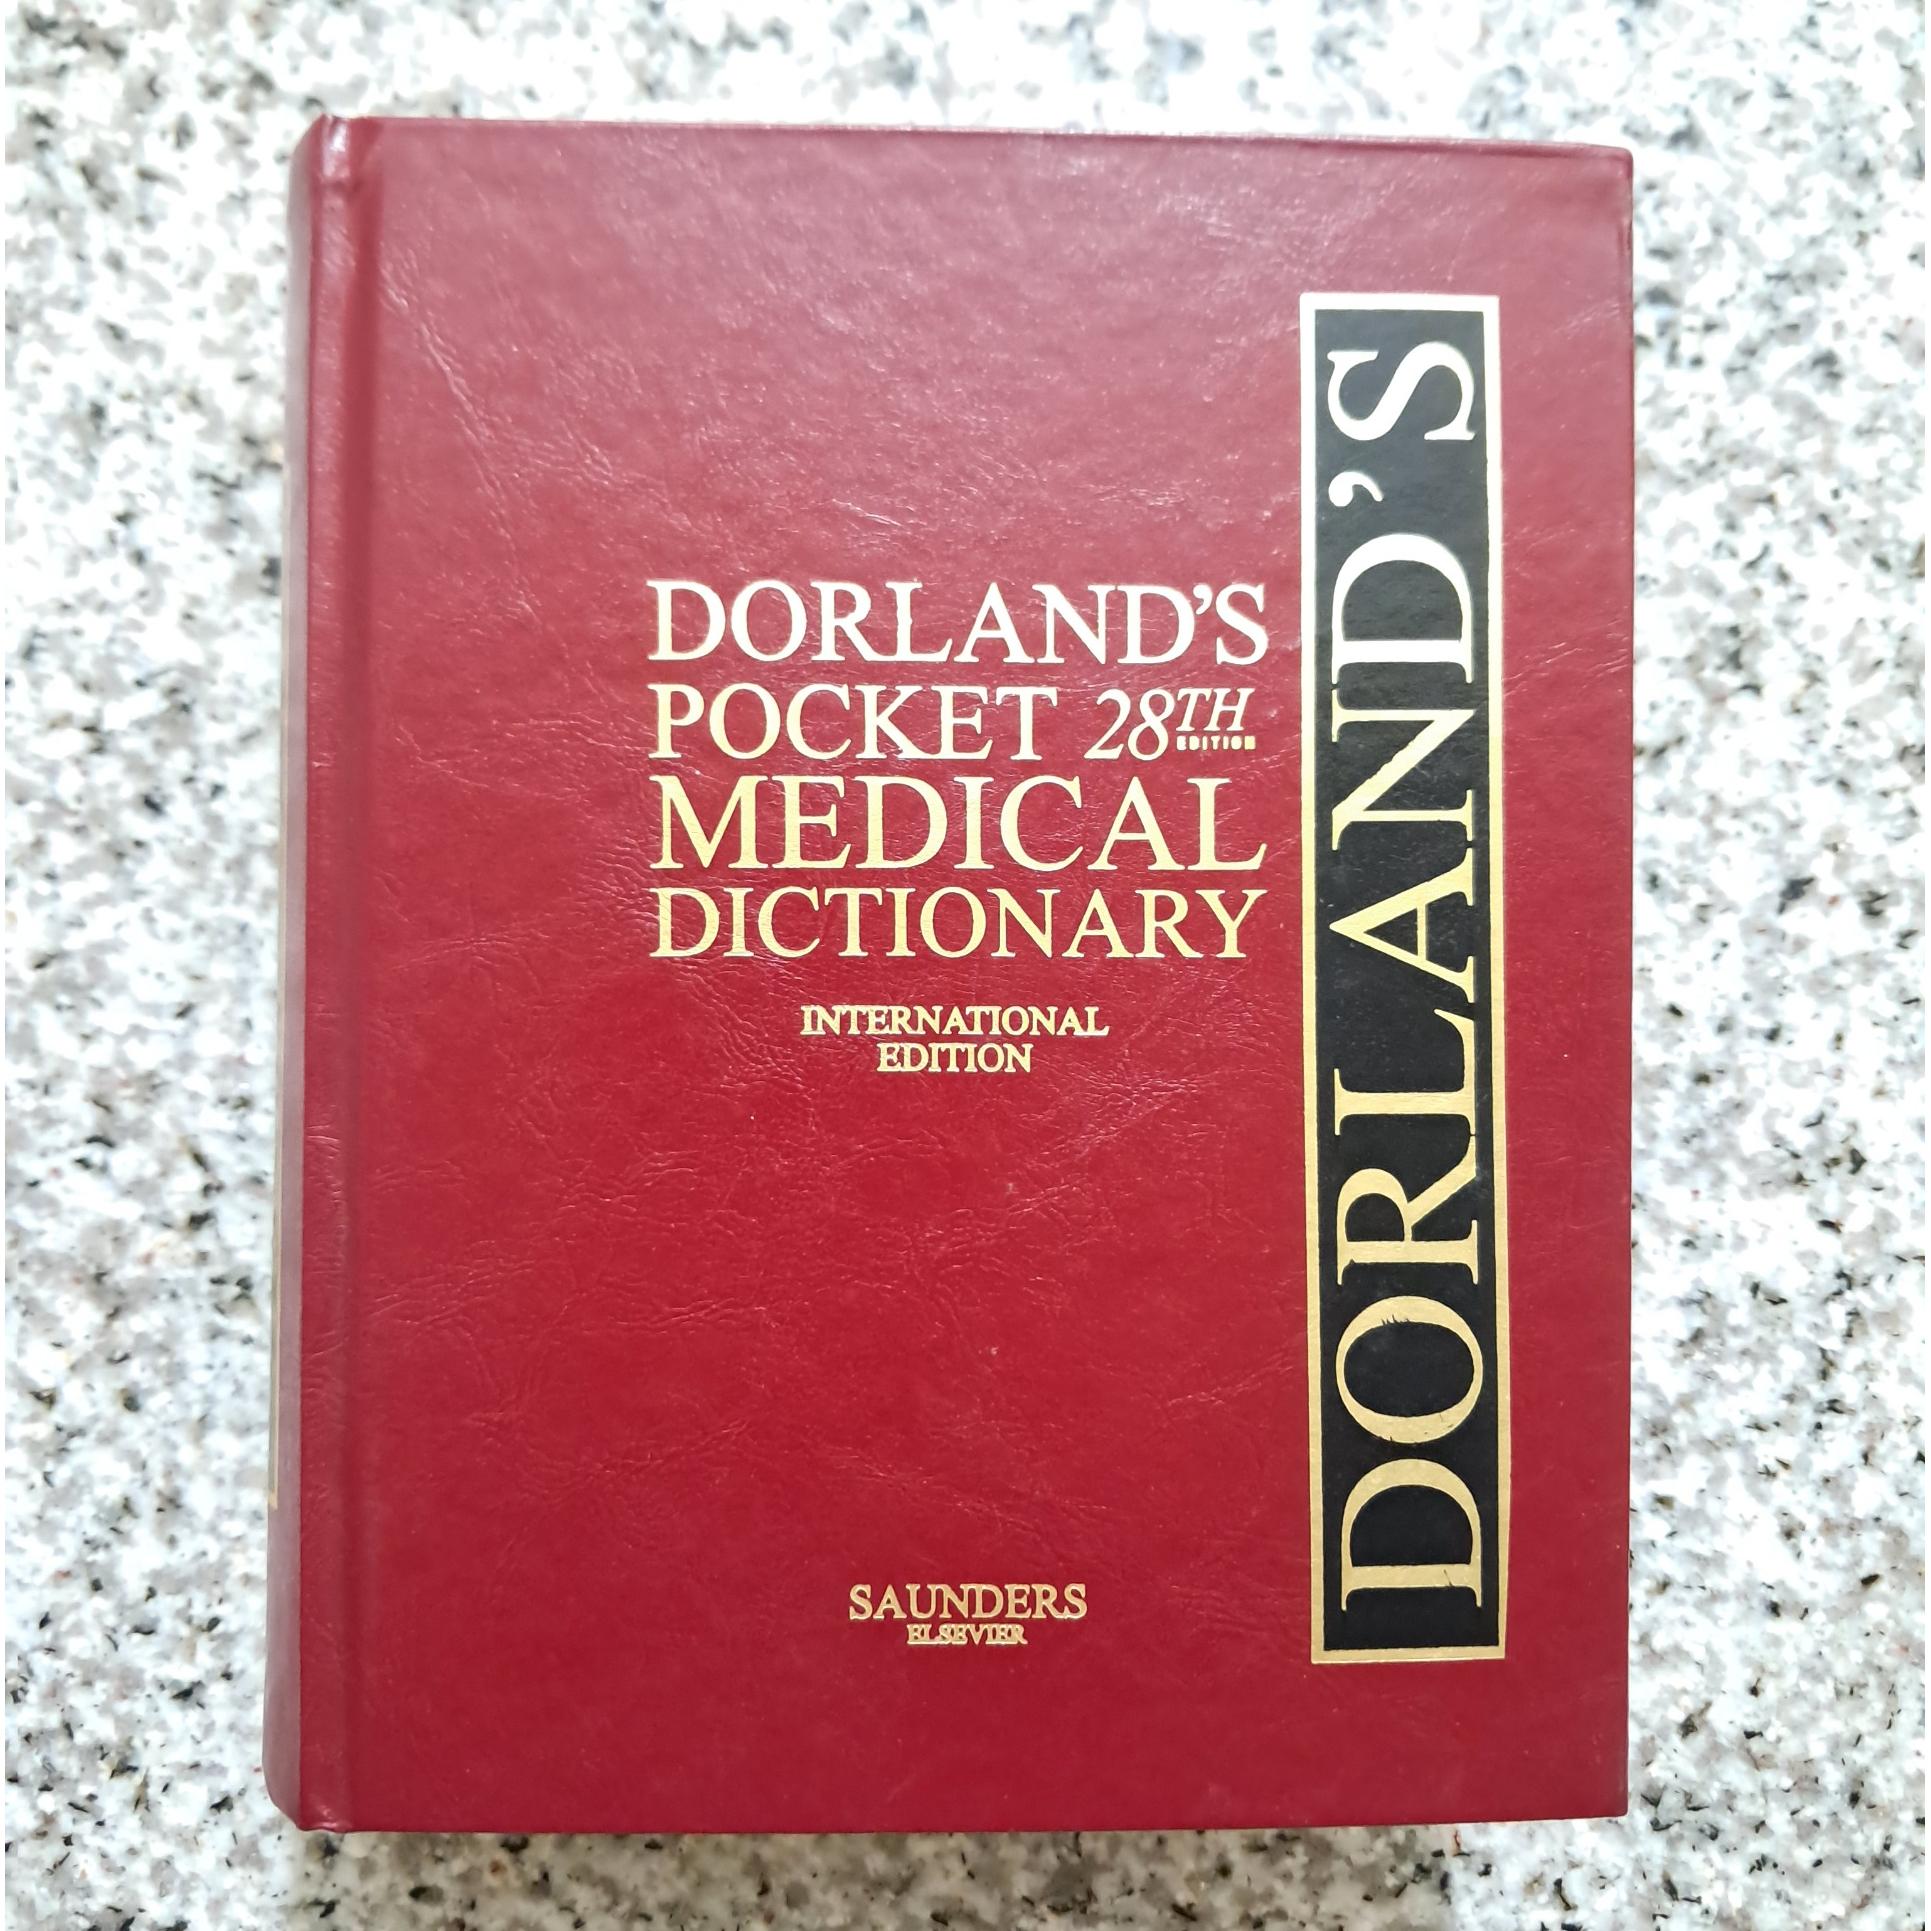 DORLAND'S
POCKET 28TH EDITION
MEDICAL
DICTIONARY
INTERNATIONAL
EDITION
SAUNDERS
ELSEVIER
DORLAND'S